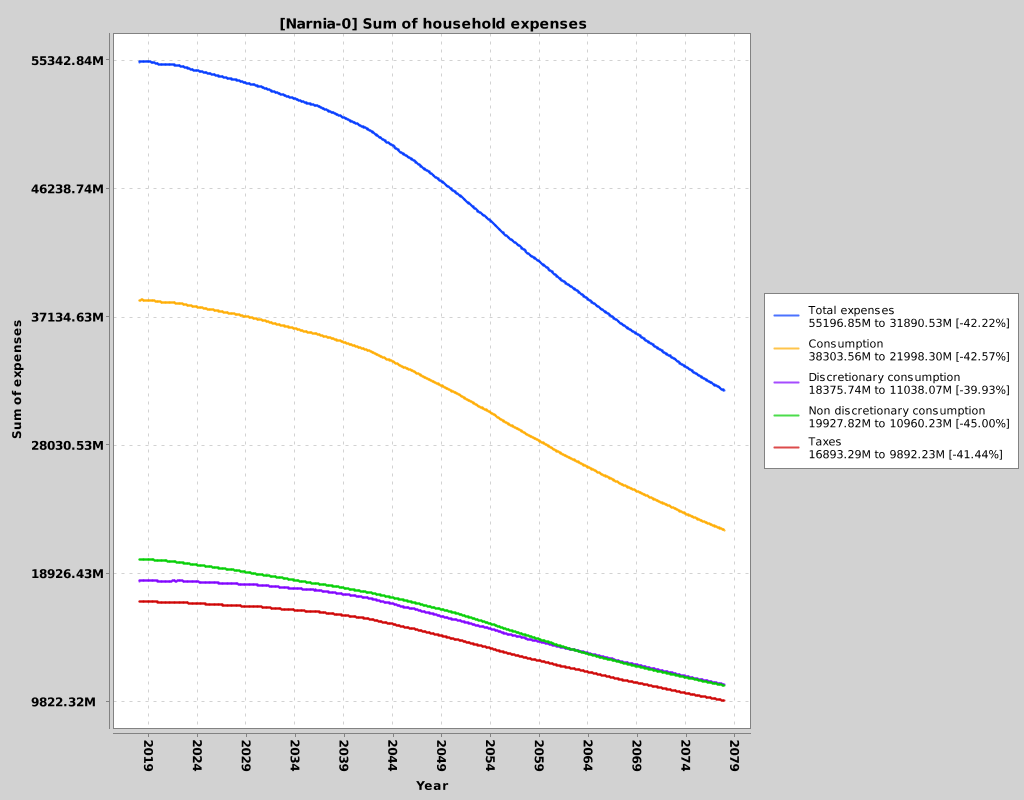 [Narnia-0] Sum of household expenses
55342.84M
46238.74M
37134.63M
28030.53M
18926.43M
9822.32M
Sum of expenses
2019
2024
2029
2034
2039
2044
2049
2054
2059
2064
2069
2074
2079
Year
Total expenses
55196.85M to 31890.53M [-42.22%]
Consumption
38303.56M to 21998.30M [-42.57%]
Discretionary consumption
18375.74M to 11038.07M [-39.93%]
Non discretionary consumption
19927.82M to 10960.23M [-45.00%]
Taxes
16893.29M to 9892.23M [-41.44%]